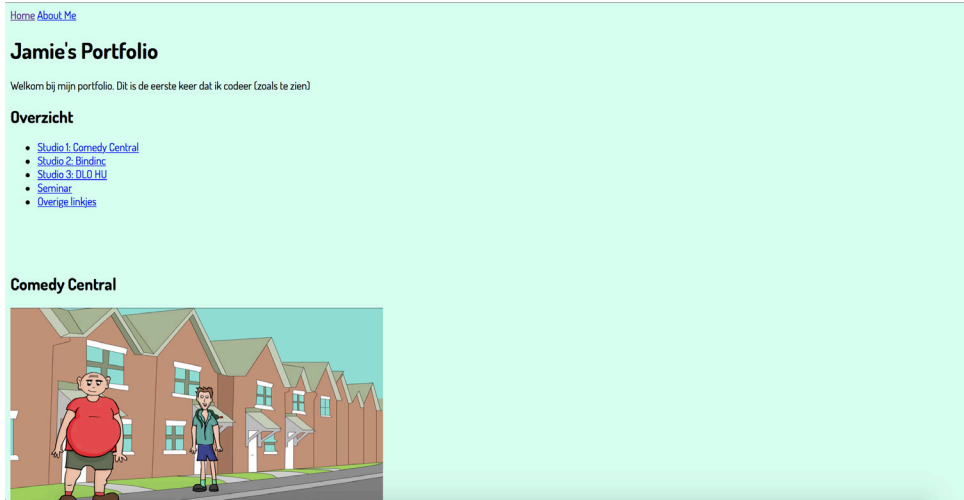 Home About Me
Jamie's Portfolio
Welkom bij mijn portfolio. Dit is de eerste keer dat ik codeer (zoals te zien)
Overzicht
Studio 1: Comedy Central
Studio 2: Bindinc
Studio 3: DLO HU
Seminar
Overige linkjes
Comedy Central